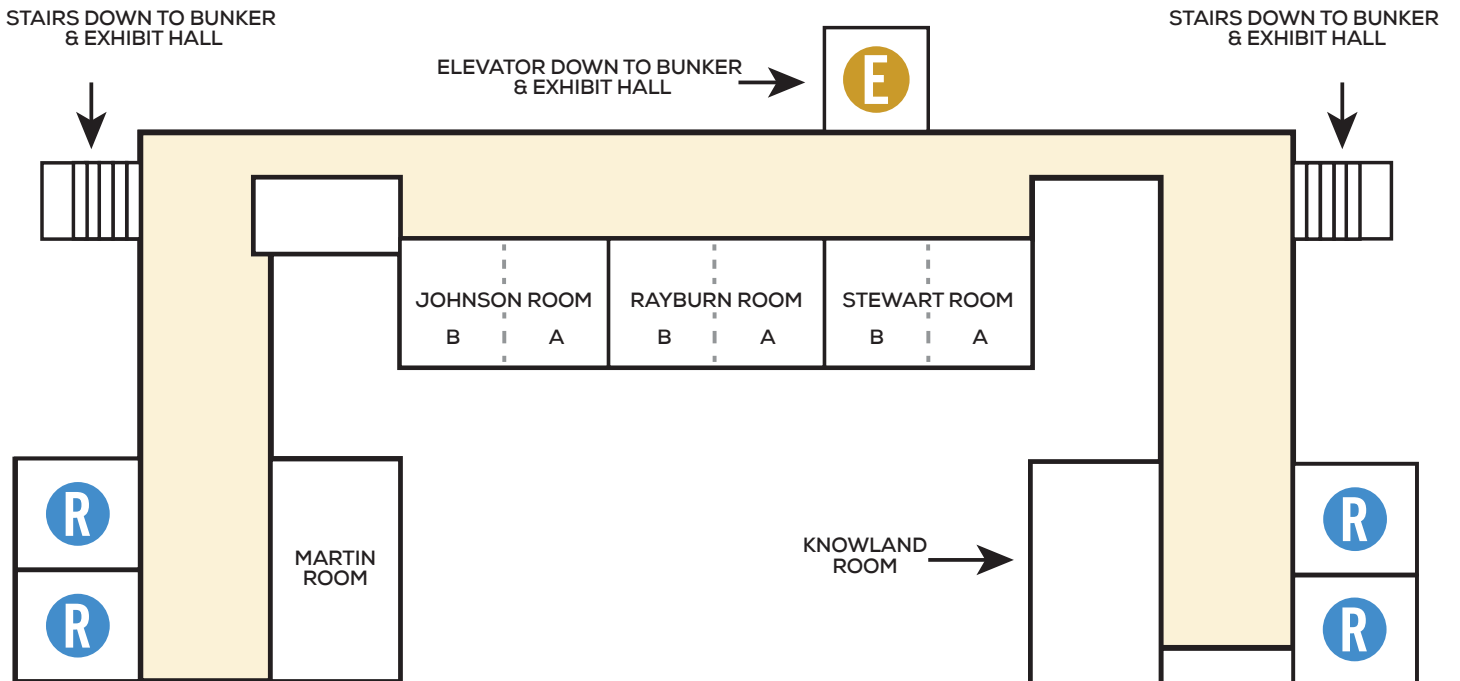 STAIRS DOWN TO BUNKER
& EXHIBIT HALL
ELEVATOR DOWN TO BUNKER
& EXHIBIT HALL
E
STAIRS DOWN TO BUNKER
& EXHIBIT HALL
JOHNSON ROOM
B A
RAYBURN ROOM
B A
STEWART ROOM
B A
R
R
MARTIN
ROOM
KNOWLAND
ROOM
R
R